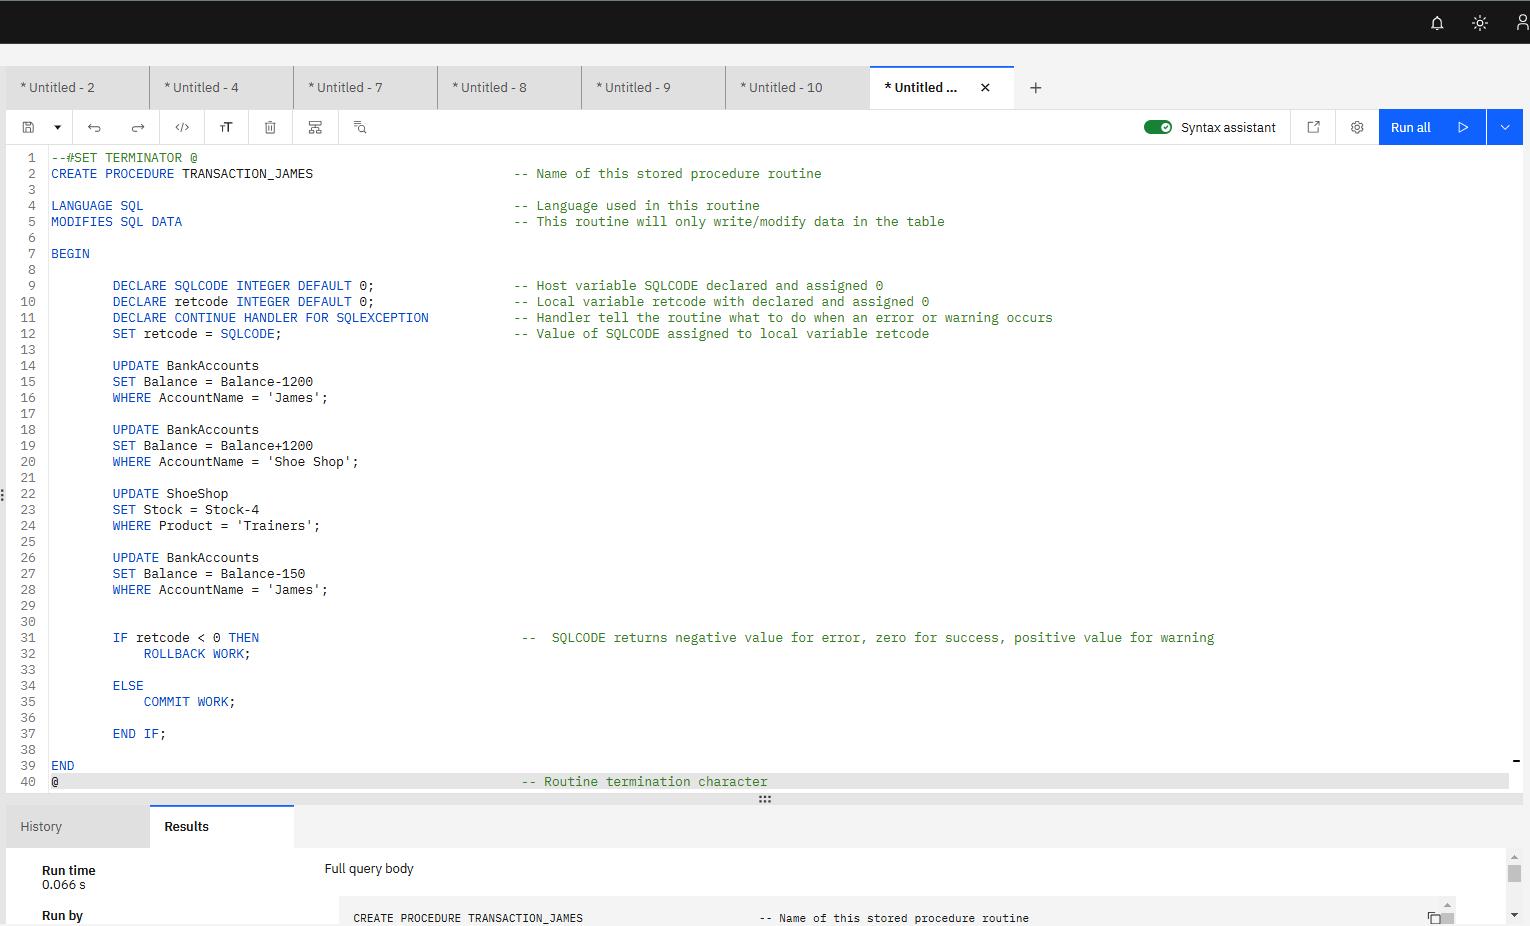 * Untitled - 2 * Untitled - 4 * Untitled - 7 * Untitled - 8 * Untitled - 9 * Untitled - 10 * Untitled ...
Syntax assistant Run all
1 --#SET TERMINATOR @
2 CREATE PROCEDURE TRANSACTION_JAMES -- Name of this stored procedure routine
3
4 LANGUAGE SQL -- Language used in this routine
5 MODIFIES SQL DATA -- This routine will only write/modify data in the table
6
7 BEGIN
8
9 DECLARE SQLCODE INTEGER DEFAULT 0; -- Host variable SQLCODE declared and assigned 0
10 DECLARE retcode INTEGER DEFAULT 0; -- Local variable retcode with declared and assigned 0
11 DECLARE CONTINUE HANDLER FOR SQLEXCEPTION -- Handler tell the routine what to do when an error or warning occurs
12 SET retcode = SQLCODE; -- Value of SQLCODE assigned to local variable retcode
13
14 UPDATE BankAccounts
15 SET Balance = Balance-1200
16 WHERE AccountName = 'James';
17
18 UPDATE BankAccounts
19 SET Balance = Balance+1200
20 WHERE AccountName = 'Shoe Shop';
21
22 UPDATE ShoeShop
23 SET Stock = Stock-4
24 WHERE Product = 'Trainers';
25
26 UPDATE BankAccounts
27 SET Balance = Balance-150
28 WHERE AccountName = 'James';
29
30
31 IF retcode < 0 THEN -- SQLCODE returns negative value for error, zero for success, positive value for warning
32 ROLLBACK WORK;
33
34 ELSE
35 COMMIT WORK;
36
37 END IF;
38
39 END
40 @ -- Routine termination character
History Results
Run time Full query body
0.066 s
Run by CREATE PROCEDURE TRANSACTION_JAMES -- Name of this stored procedure routine